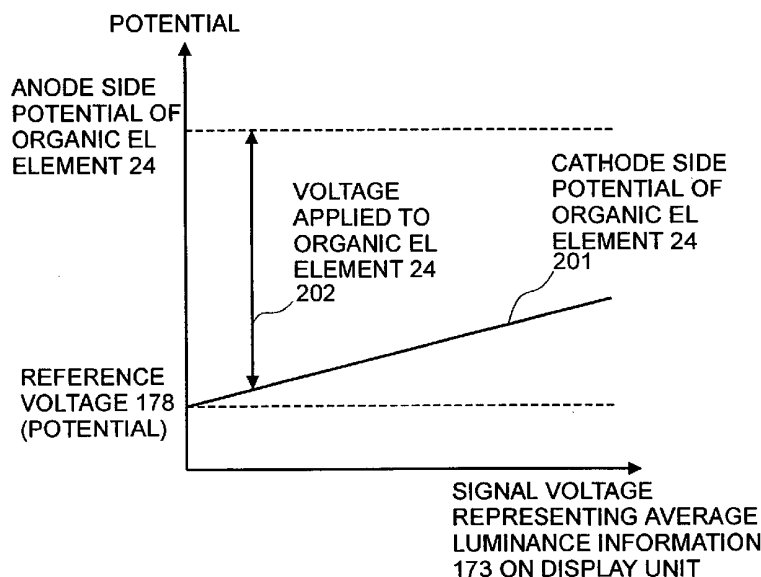 POTENTIAL
ANODE SIDE
POTENTIAL OF
ORGANIC EL
ELEMENT 24
VOLTAGE
APPLIED TO
ORGANIC EL
ELEMENT 24
202
CATHODE SIDE
POTENTIAL OF
ORGANIC EL
ELEMENT 24
201
REFERENCE
VOLTAGE 178
(POTENTIAL)
SIGNAL VOLTAGE
REPRESENTING AVERAGE
LUMINANCE INFORMATION
173 ON DISPLAY UNIT